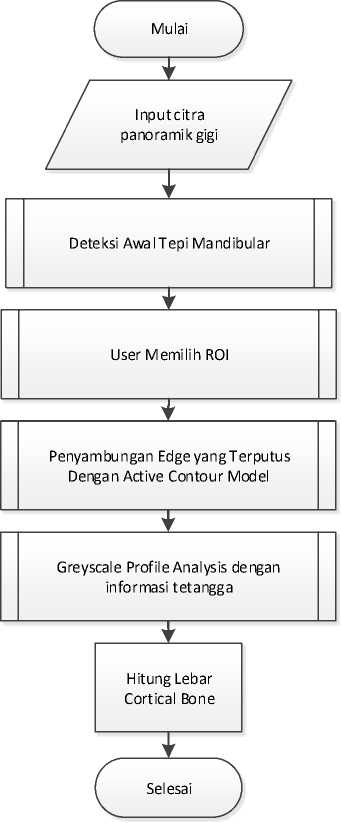 Mulai
Input citra
panoramik gigi
Deteksi Awal Tepi Mandibular
User Memilih ROI
Penyambungan Edge yang Terputus
Dengan Active Contour Model
Greyscale Profile Analysis dengan
informasi tetangga
Hitung Lebar
Cortical Bone
Selesai